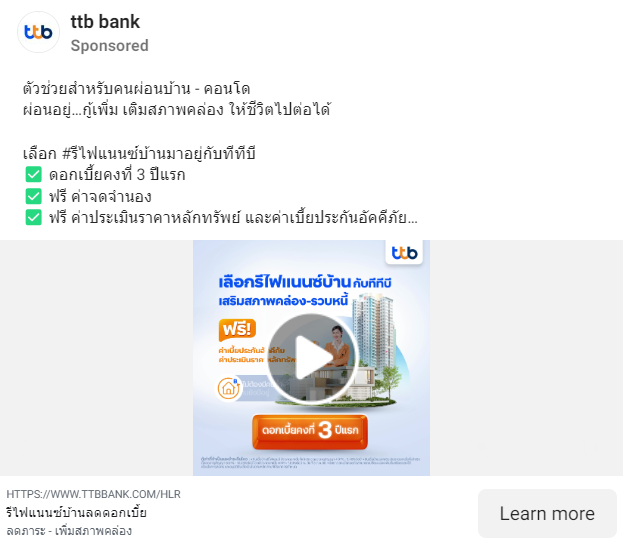 ttb
ttb bank
Sponsored
ตัวช่วยสำหรับคนผ่อนบ้าน - คอนโด
ผ่อนอยู่...กู้เพิ่ม เติมสภาพคล่อง ให้ชีวิตไปต่อได้
เลือก #รีไฟแนนซ์บ้านมาอยู่กับทีทีบี
✅ ดอกเบี้ยคงที่ 3 ปีแรก
✅ ฟรี ค่าจดจำนอง
✅ ฟรี ค่าประเมินราคาหลักทรัพย์ และค่าเบี้ยประกันอัคคีภัย...
ttb
เลือกรีไฟแนนซ์บ้าน กับทีทีบี
เสริมสภาพคล่อง-รวบหนี้
ฟรี!
ค่าเบี้ยประกันอัคคีภัย
ค่าประเมินราคา
ดอกเบี้ยคงที่ 3 ปีแรก
HTTPS://WWW.TTBBANK.COM/HLR
รีไฟแนนซ์บ้านลดดอกเบี้ย
ลดภาระ - เพิ่มสภาพคล่อง
Learn more